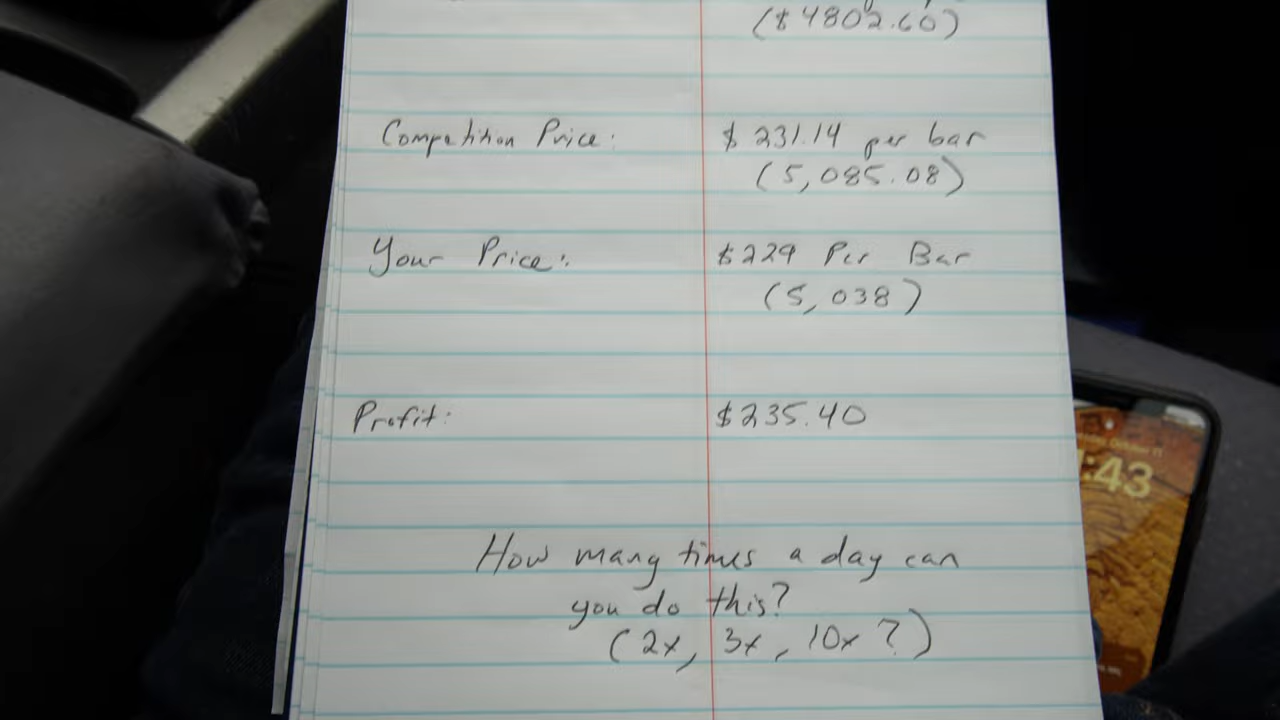 ($4802.60)
Competition Price: $231.14 per bar
(5,085.08)
Your Price: $229 Per Bar
(5,038)
Profit: $235.40
How many times a day can
you do this?
(2x, 3x, 10x?)
:43